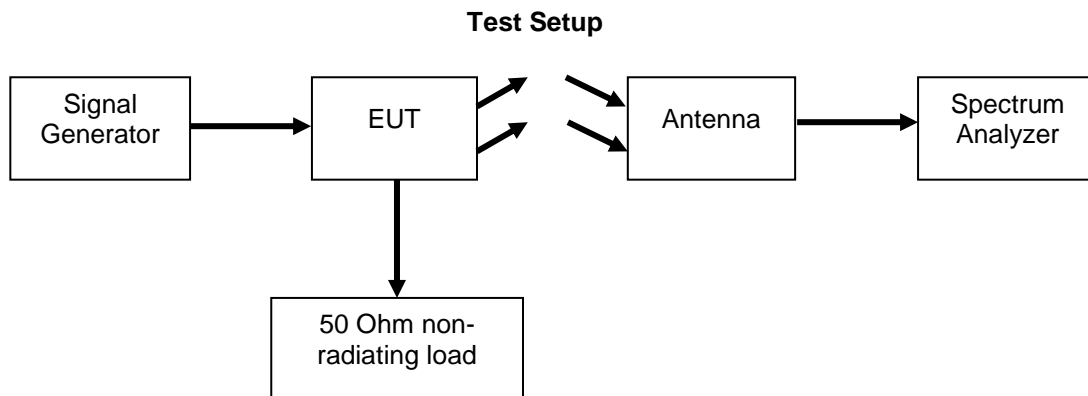 Test Setup
Signal
Generator
EUT
Antenna
Spectrum
Analyzer
50 Ohm non-
radiating load